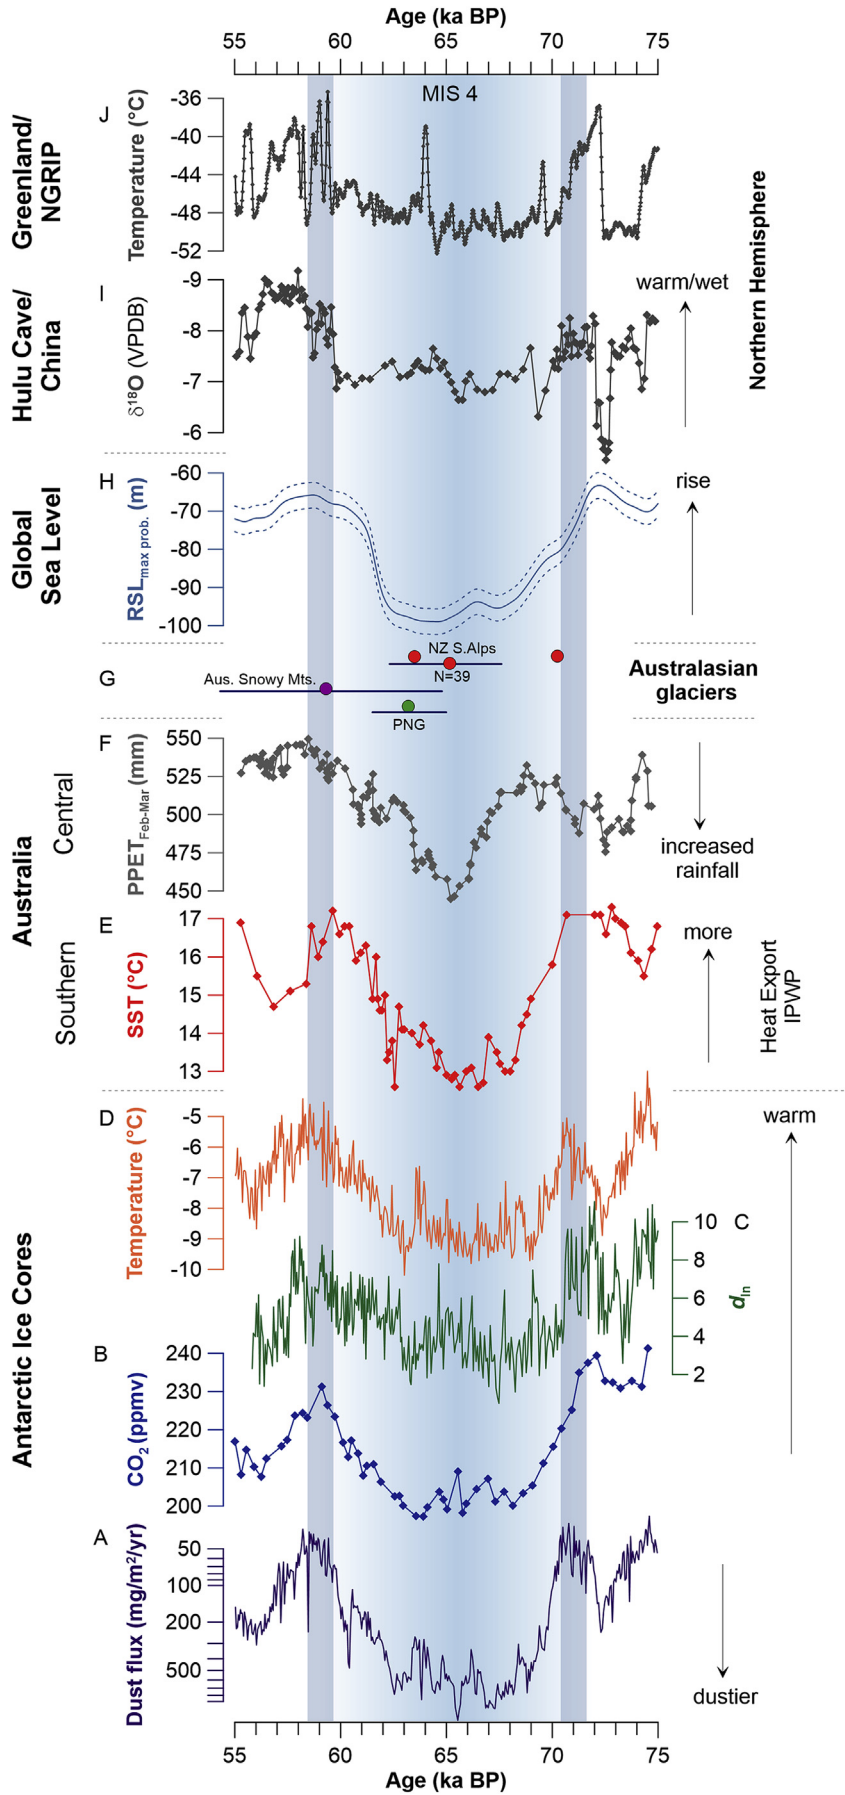 Age (ka BP)
55 60 65 70 75
MIS 4
J
Greenland/
NGRIP
Temperature (°C)
-36
-40
-44
-48
-52
Northern Hemisphere
I
Hulu Cave/
China
δ18O (VPDB)
-9
-8
-7
-6
warm/wet
H
Global
Sea Level
RSLmax prob. (m)
-60
-70
-80
-90
-100
rise
G
NZ S.Alps
N=39
Aus. Snowy Mts.
PNG
Australasian
glaciers
F
Australia
Central
PPETFeb-Mar (mm)
550
525
500
475
450
increased
rainfall
E
Southern
SST (°C)
17
16
15
14
13
more
Heat Export
IPWP
D
Antarctic Ice Cores
Temperature (°C)
-5
-6
-7
-8
-9
-10
warm
C
dln
10
8
6
4
2
B
CO2 (ppmv)
240
230
220
210
200
A
Dust flux (mg/m2/yr)
50
100
200
500
dustier
55 60 65 70 75
Age (ka BP)